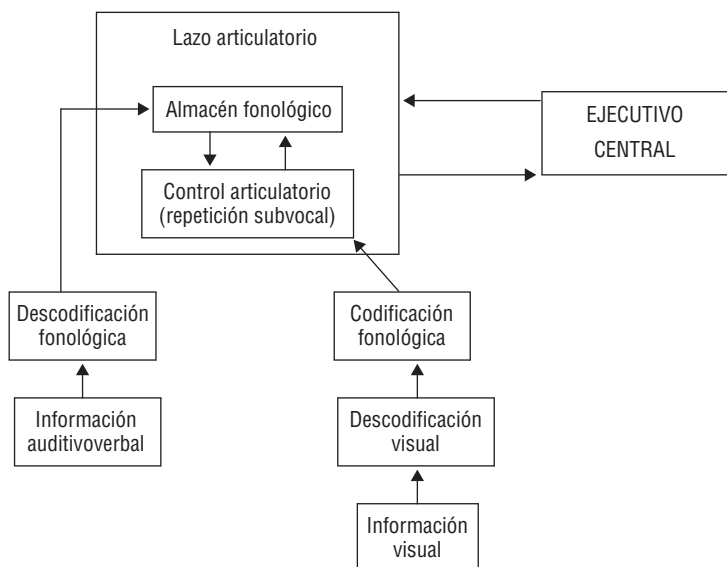 Lazo articulatorio
Almacén fonológico
EJECUTIVO
CENTRAL
Control articulatorio
(repetición subvocal)
Descodificación
fonológica
Codificación
fonológica
Información
auditivoverbal
Descodificación
visual
Información
visual